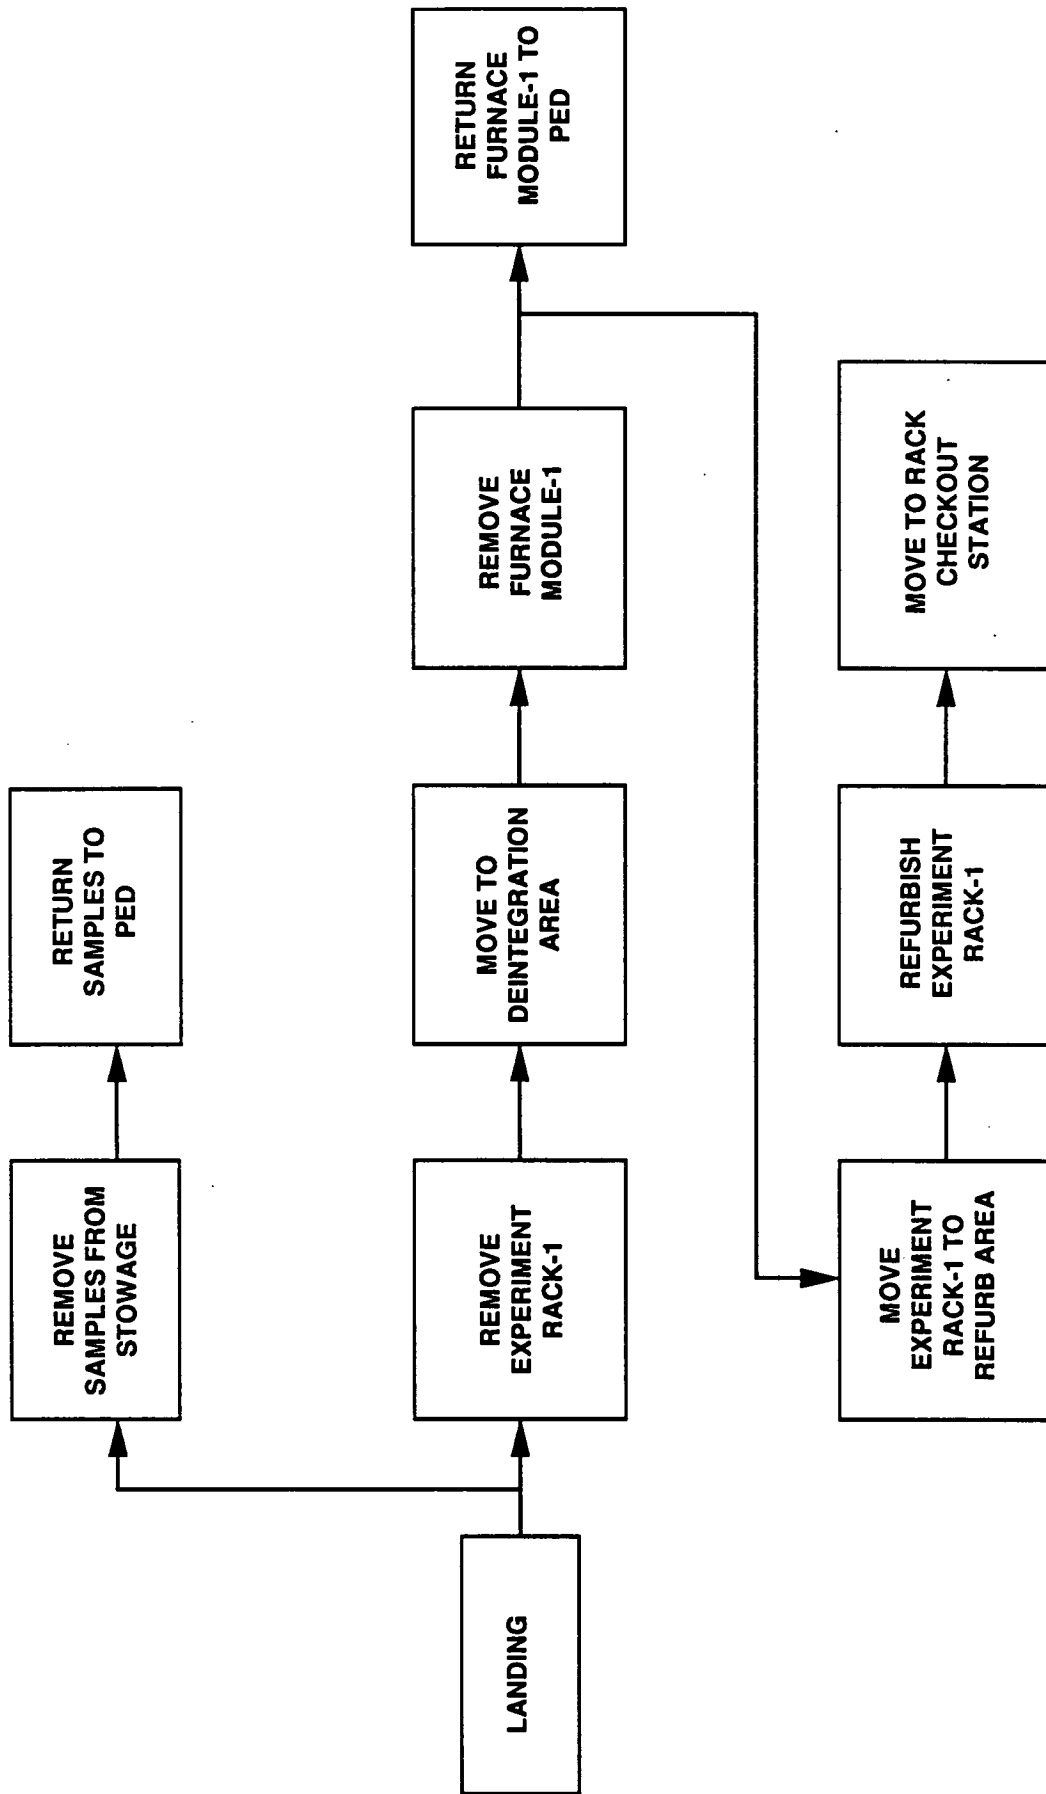 LANDING
REMOVE
SAMPLES FROM
STOWAGE
RETURN
SAMPLES TO
PED
REMOVE
EXPERIMENT
RACK-1
MOVE TO
DEINTEGRATION
AREA
REMOVE
FURNACE
MODULE-1
RETURN
FURNACE
MODULE-1 TO
PED
MOVE
EXPERIMENT
RACK-1 TO
REFURB AREA
REFURBISH
EXPERIMENT
RACK-1
MOVE TO RACK
CHECKOUT
STATION